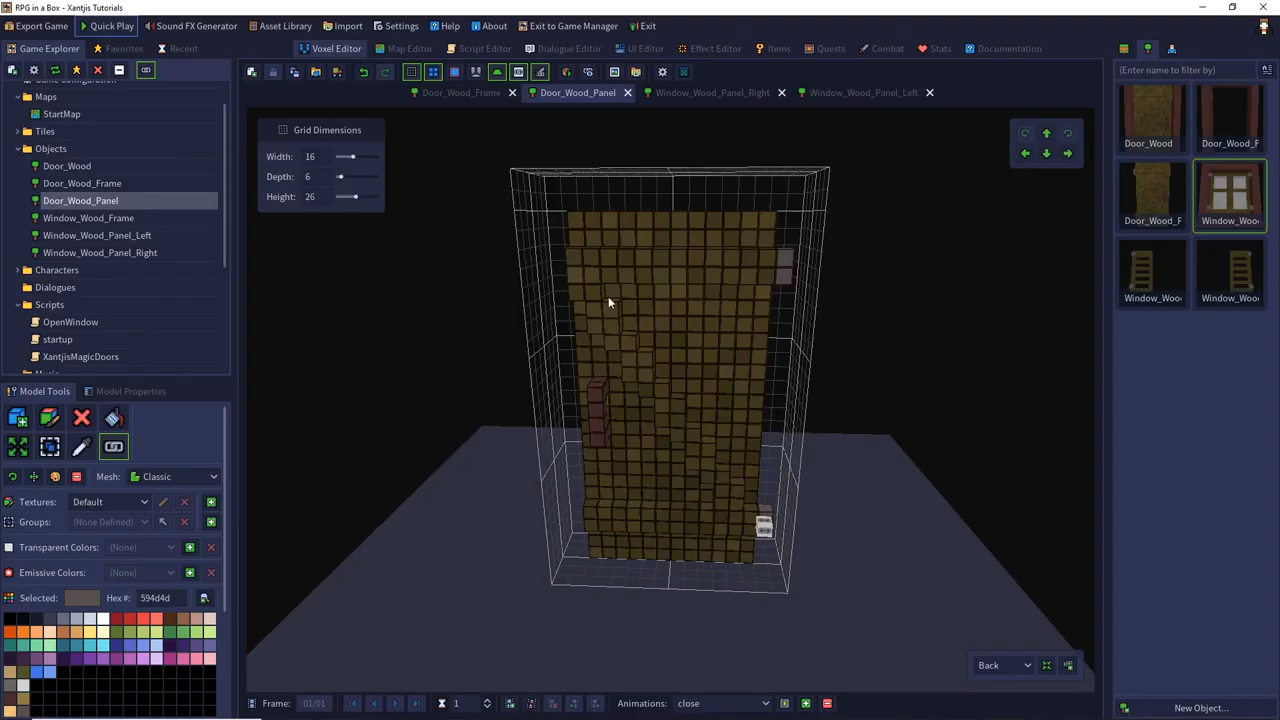 RPG in a Box - Xantjis Tutorials
Export Game Quick Play Sound FX Generator Asset Library Import Settings Help About Exit to Game Manager Exit
Game Explorer Favorites Recent Voxel Editor Map Editor Script Editor Dialogue Editor UI Editor Effect Editor Items Quests Combat Stats Documentation
(Enter name to filter by)
Door_Wood_Frame Door_Wood_Panel Window_Wood_Panel_Right Window_Wood_Panel_Left
Maps
StartMap
Tiles
Objects
Door_Wood
Door_Wood_Frame
Door_Wood_Panel
Window_Wood_Frame
Window_Wood_Panel_Left
Window_Wood_Panel_Right
Characters
Dialogues
Scripts
OpenWindow
startup
XantjisMagicDoors
Grid Dimensions
Width: 16
Depth: 6
Height: 26
Door_Wood Door_Wood_F
Door_Wood_F Window_Woo
Window_Woo Window_Woo
Model Tools Model Properties
Mesh: Classic
Textures: Default
Groups: (None Defined)
Transparent Colors: (None)
Emissive Colors: (None)
Selected: Hex #: 594d4d
Back
Frame: 01/01 1 Animations: close
New Object...